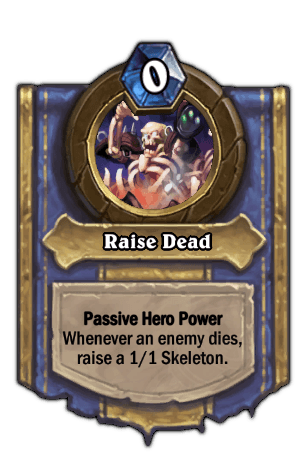 0
Raise Dead
Passive Hero Power
Whenever an enemy dies,
raise a 1/1 Skeleton.